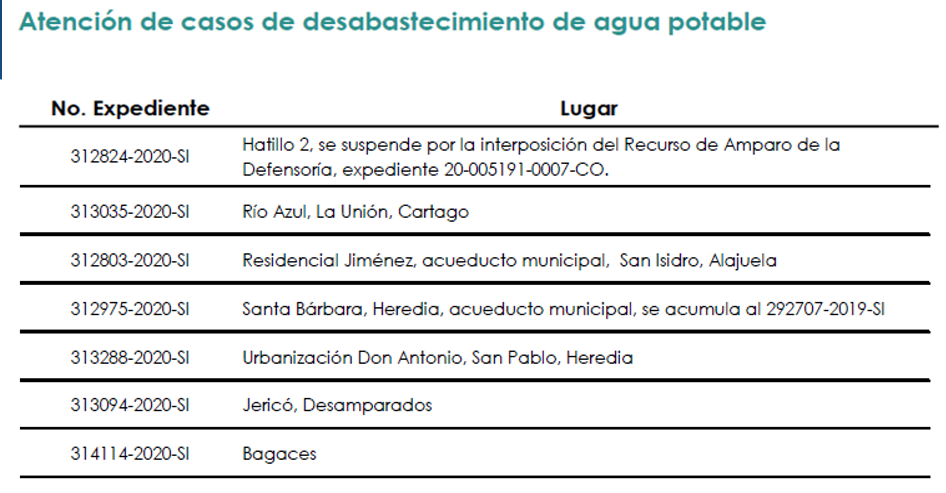 Atención de casos de desabastecimiento de agua potable
No. Expediente Lugar
312824-2020-SI Hatillo 2, se suspende por la interposición del Recurso de Amparo de la
Defensoría, expediente 20-005191-0007-CO.
313035-2020-SI Río Azul, La Unión, Cartago
312803-2020-SI Residencial Jiménez, acueducto municipal, San Isidro, Alajuela
312975-2020-SI Santa Bárbara, Heredia, acueducto municipal, se acumula al 292707-2019-SI
313288-2020-SI Urbanización Don Antonio, San Pablo, Heredia
313094-2020-SI Jericó, Desamparados
314114-2020-SI Bagaces